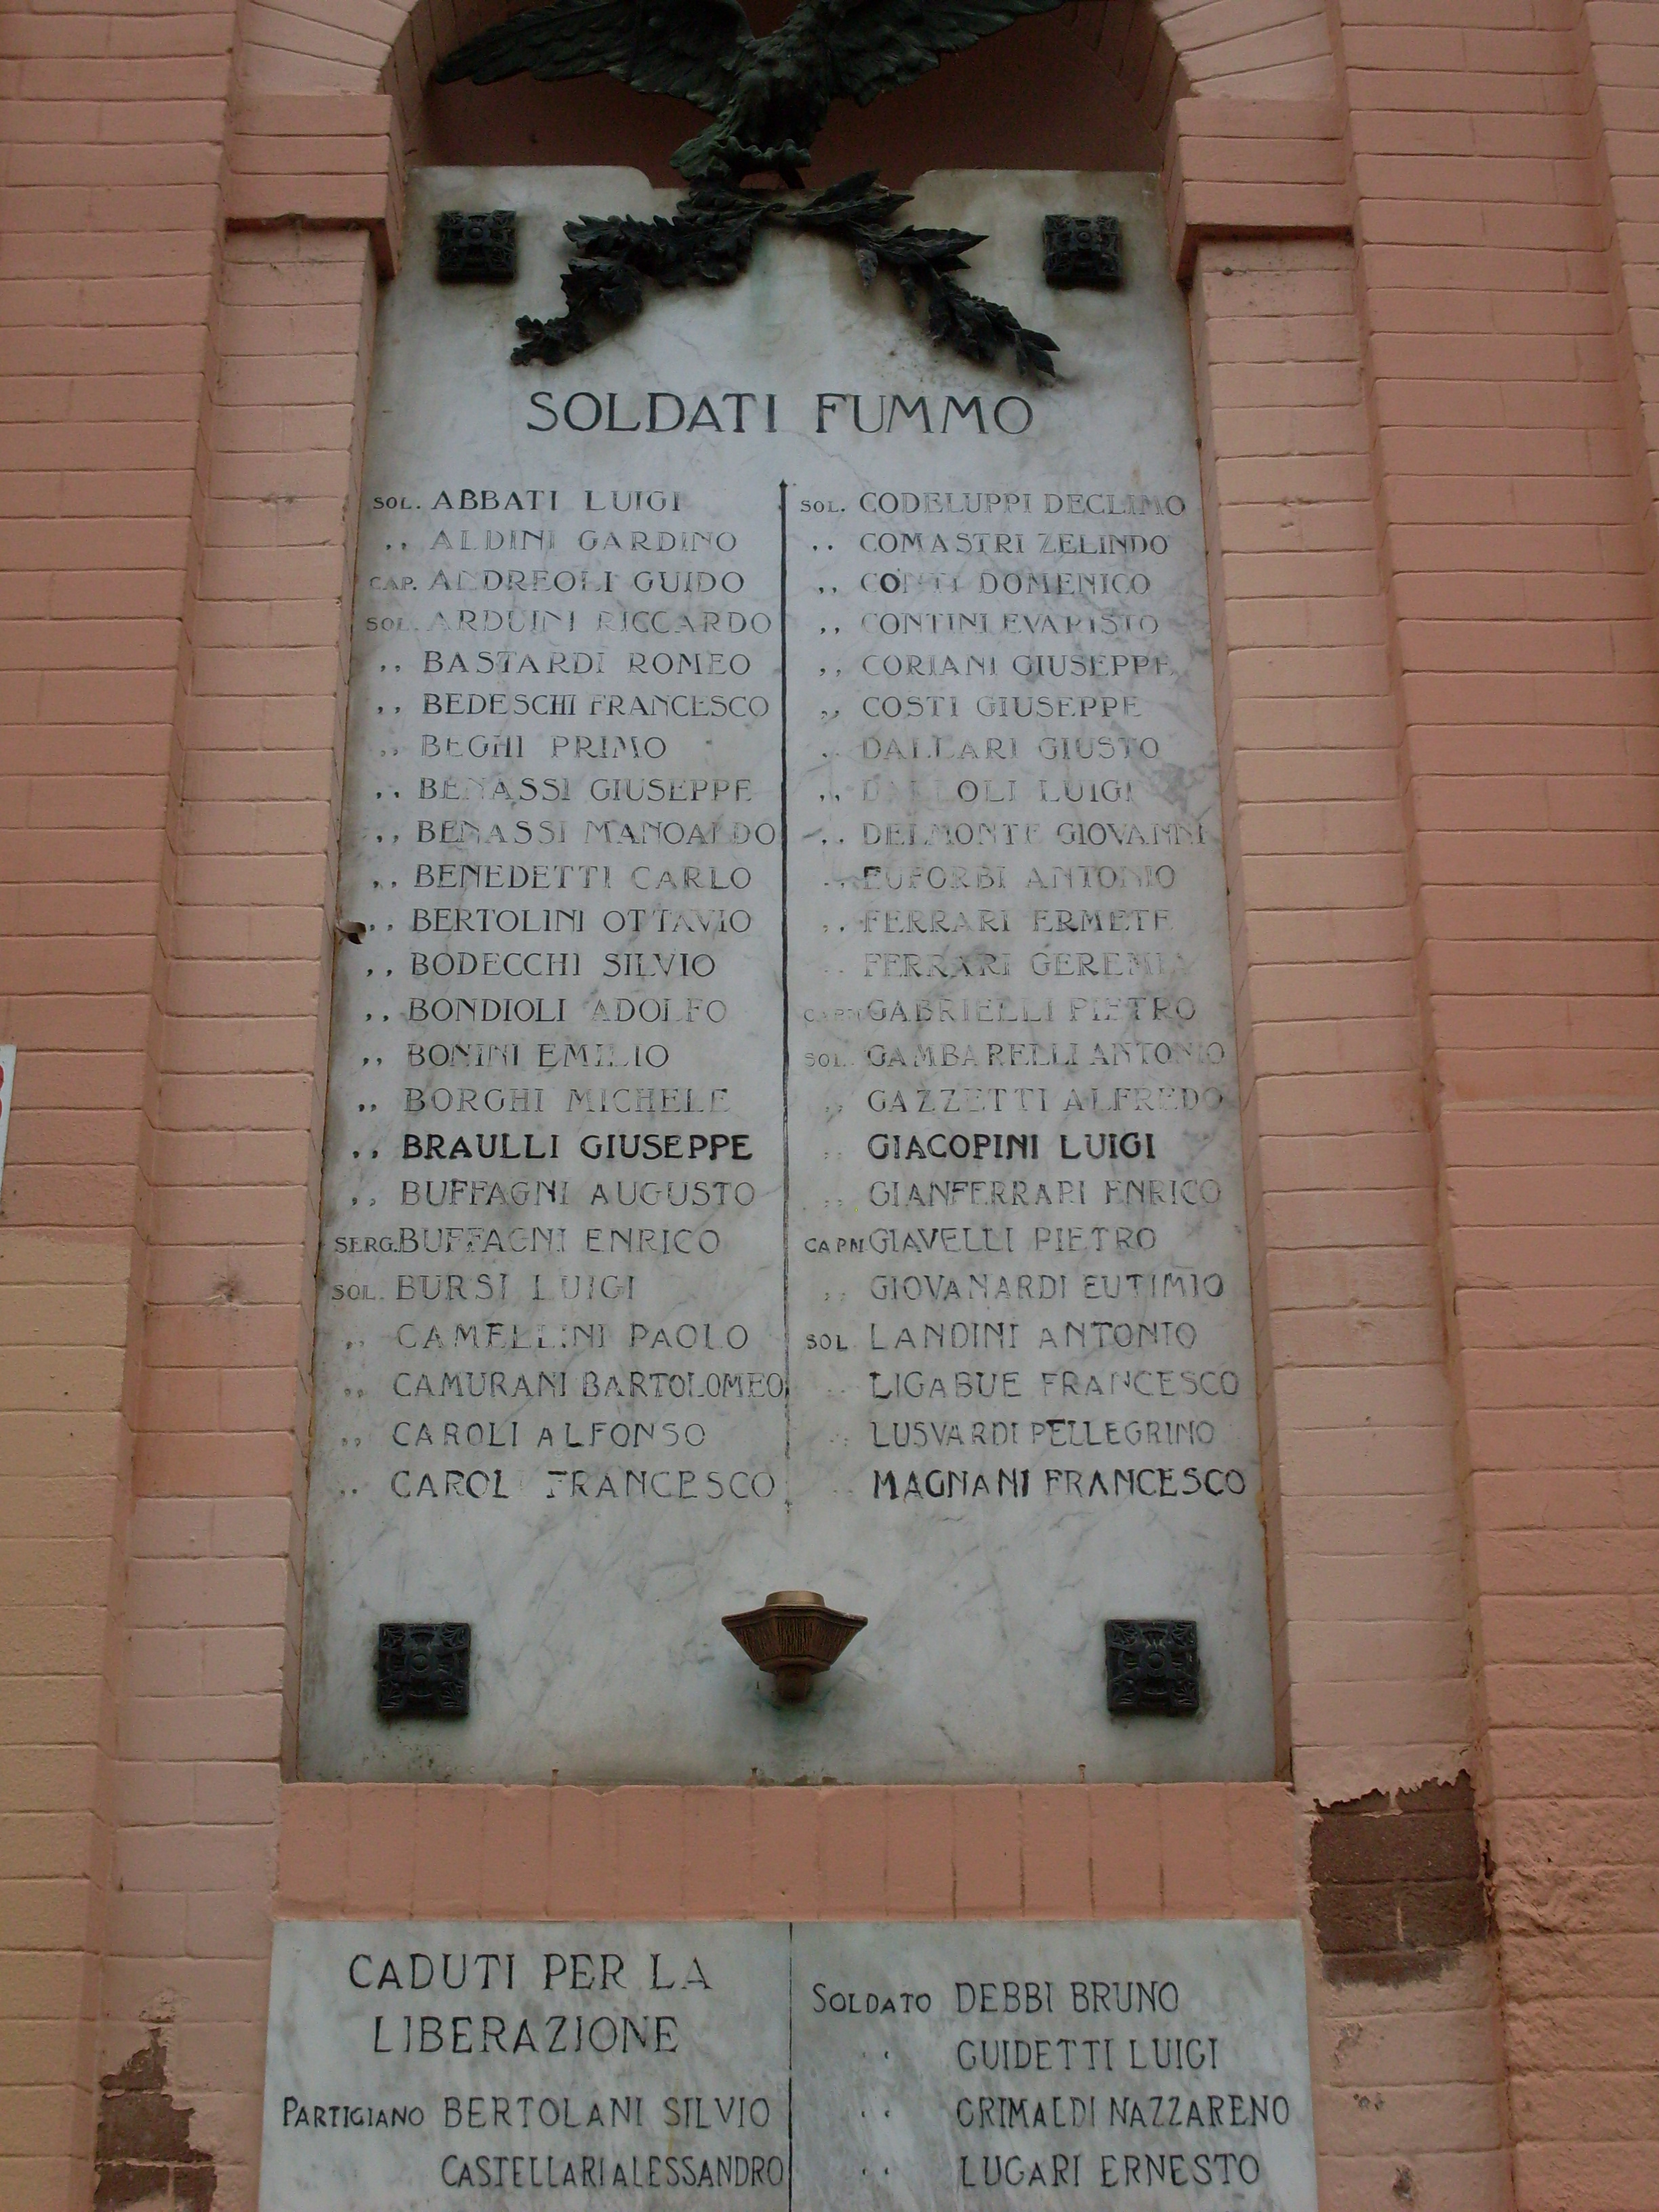 SOLDATI FUMMO
SOL. ABBATI LUIGI
,, ALDINI GARDINO
CAP. ANDREOLI GUIDO
SOL. ARDUINI RICCARDO
,, BASTARDI ROMEO
,, BEDESCHI FRANCESCO
,, BEGHI PRIMO
,, BENASSI GIUSEPPE
,, BENASSI MANOALDO
,, BENEDETTI CARLO
,, BERTOLINI OTTAVIO
,, BODECCHI SILVIO
,, BONDIOLI ADOLFO
,, BONINI EMILIO
,, BORGHI MICHELE
,, BRAULLI GIUSEPPE
,, BUFFAGNI AUGUSTO
SERG. BUFFAGNI ENRICO
SOL. BURSI LUIGI
,, CAMELLINI PAOLO
,, CAMURANI BARTOLOMEO
,, CAROLI ALFONSO
,, CAROLI FRANCESCO
SOL. CODELUPPI DECLIMO
,, COMASTRI ZELINDO
,, CONTI DOMENICO
,, CONTINI EVARISTO
,, CORIANI GIUSEPPE
,, COSTI GIUSEPPE
,, DALLARI GIUSTO
,, LUIGI
,, DELMONTE GIOVANNI
,, EUFORBI ANTONIO
,, FERRARI ERMETE
,, FERRARI GEREMIA
CAPM. GABRIELLI PIETRO
SOL. GAMBARELLI ANTONIO
,, GAZZETTI ALFREDO
,, GIACOPINI LUIGI
,, GIANFERRARI ENRICO
CAPM. GIAVELLI PIETRO
,, GIOVANARDI EUTIMIO
SOL LANDINI ANTONIO
,, LIGABUE FRANCESCO
,, LUSVARDI PELLEGRINO
,, MAGNANI FRANCESCO
CADUTI PER LA
LIBERAZIONE
PARTIGIANO BERTOLANI SILVIO
CASTELLARI ALESSANDRO
SOLDATO DEBBI BRUNO
,, GUIDETTI LUIGI
,, GRIMALDI NAZZARENO
,, LUGARI ERNESTO